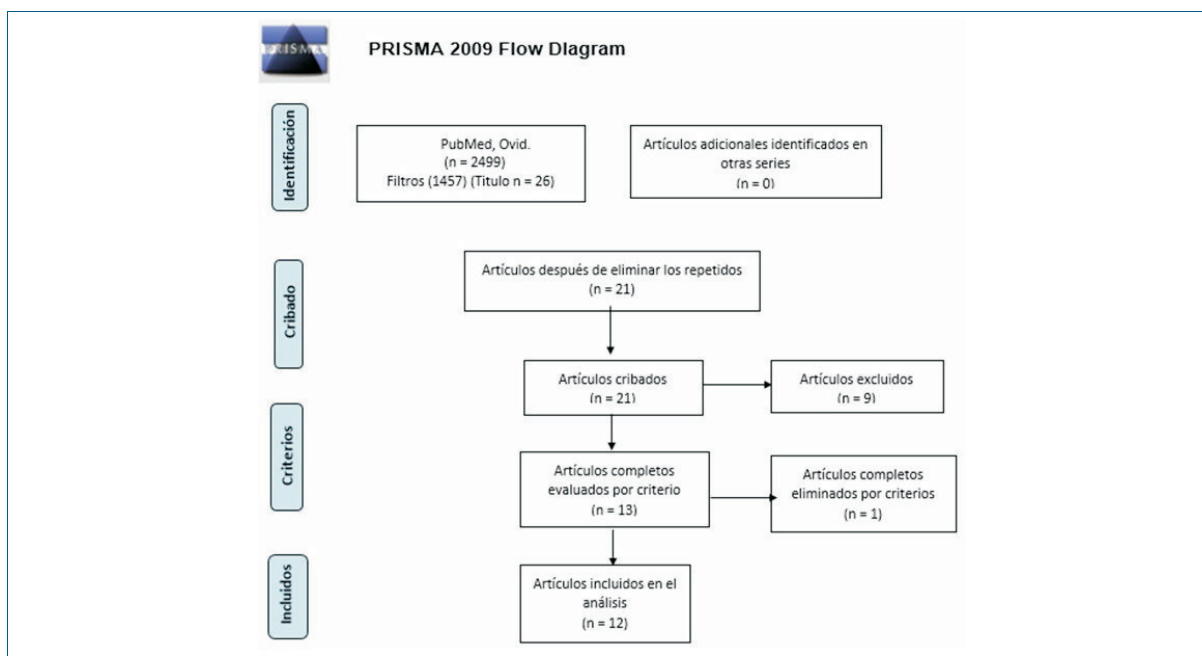 PRISMA
PRISMA 2009 Flow Diagram
Identificación
PubMed, Ovid.
(n = 2499)
Filtros (1457) (Titulo n = 26)
Artículos adicionales identificados en
otras series
(n = 0)
Cribado
Artículos después de eliminar los repetidos
(n = 21)
Artículos cribados
(n = 21)
Artículos excluidos
(n = 9)
Criterios
Artículos completos
evaluados por criterio
(n = 13)
Artículos completos
eliminados por criterios
(n = 1)
Incluidos
Artículos incluidos en el
análisis
(n = 12)